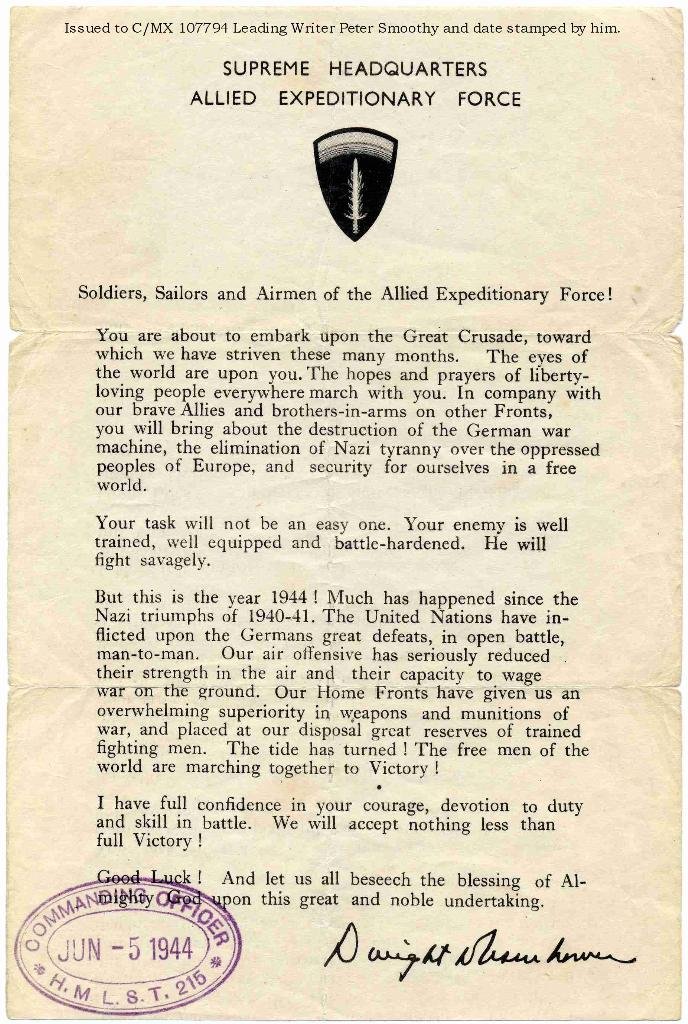 Issued to C/MX 107794 Leading Writer Peter Smoothy and date stamped by him.
SUPREME HEADQUARTERS
ALLIED EXPEDITIONARY FORCE
Soldiers, Sailors and Airmen of the Allied Expeditionary Force!
You are about to embark upon the Great Crusade, toward
which we have striven these many months. The eyes of
the world are upon you. The hopes and prayers of liberty-
loving people everywhere march with you. In company with
our brave Allies and brothers-in-arms on other Fronts,
you will bring about the destruction of the German war
machine, the elimination of Nazi tyranny over the oppressed
peoples of Europe, and security for ourselves in a free
world.
Your task will not be an easy one. Your enemy is well
trained, well equipped and battle-hardened. He will
fight savagely.
But this is the year 1944! Much has happened since the
Nazi triumphs of 1940-41. The United Nations have in-
flicted upon the Germans great defeats, in open battle,
man-to-man. Our air offensive has seriously reduced
their strength in the air and their capacity to wage
war on the ground. Our Home Fronts have given us an
overwhelming superiority in weapons and munitions of
war, and placed at our disposal great reserves of trained
fighting men. The tide has turned! The free men of the
world are marching together to Victory!
I have full confidence in your courage, devotion to duty
and skill in battle. We will accept nothing less than
full Victory!
Good Luck! And let us all beseech the blessing of Al-
mighty God upon this great and noble undertaking.
COMMANDING OFFICER
JUN -5 1944
* H.M L.S.T. 215 *
Dwight D Eisenhower